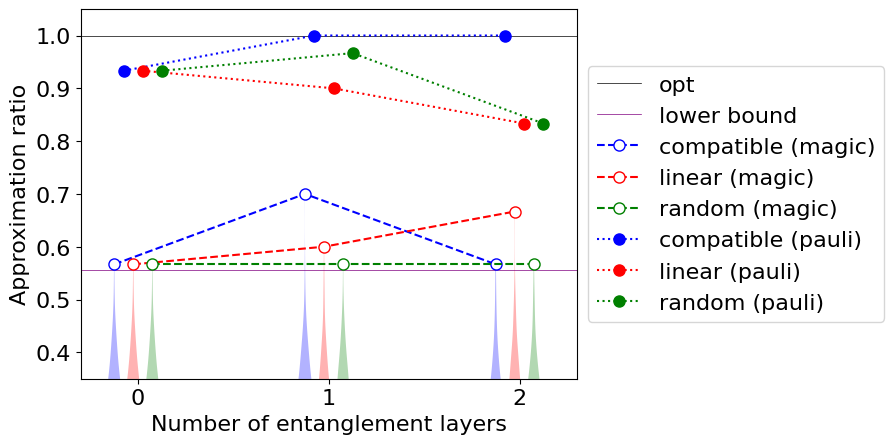 1.0
0.9
0.8
0.7
0.6
0.5
0.4
Approximation ratio
0 1 2
Number of entanglement layers
opt
lower bound
compatible (magic)
linear (magic)
random (magic)
compatible (pauli)
linear (pauli)
random (pauli)